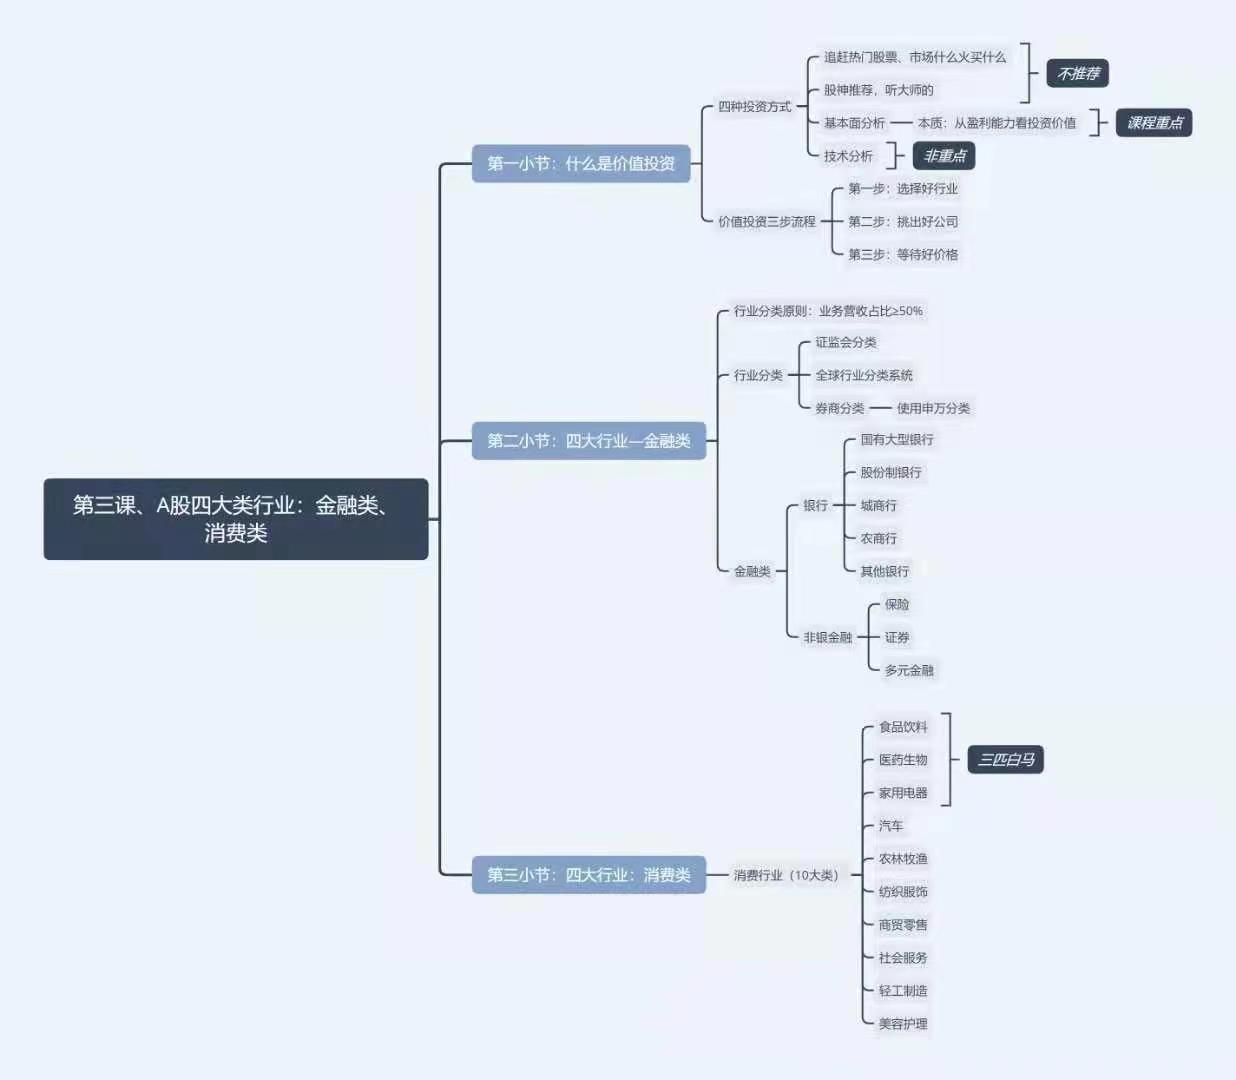 第三课、A股四大类行业：金融类、
消费类
第一小节：什么是价值投资
四种投资方式
追赶热门股票、市场什么火买什么
股神推荐，听大师的
不推荐
基本面分析
本质：从盈利能力看投资价值
课程重点
技术分析
非重点
价值投资三步流程
第一步：选择好行业
第二步：挑出好公司
第三步：等待好价格
第二小节：四大行业—金融类
行业分类原则：业务营收占比≥50%
行业分类
证监会分类
全球行业分类系统
券商分类
使用申万分类
金融类
银行
国有大型银行
股份制银行
城商行
农商行
其他银行
非银金融
保险
证券
多元金融
第三小节：四大行业：消费类
消费行业（10大类）
食品饮料
医药生物
家用电器
三匹白马
汽车
农林牧渔
纺织服饰
商贸零售
社会服务
轻工制造
美容护理